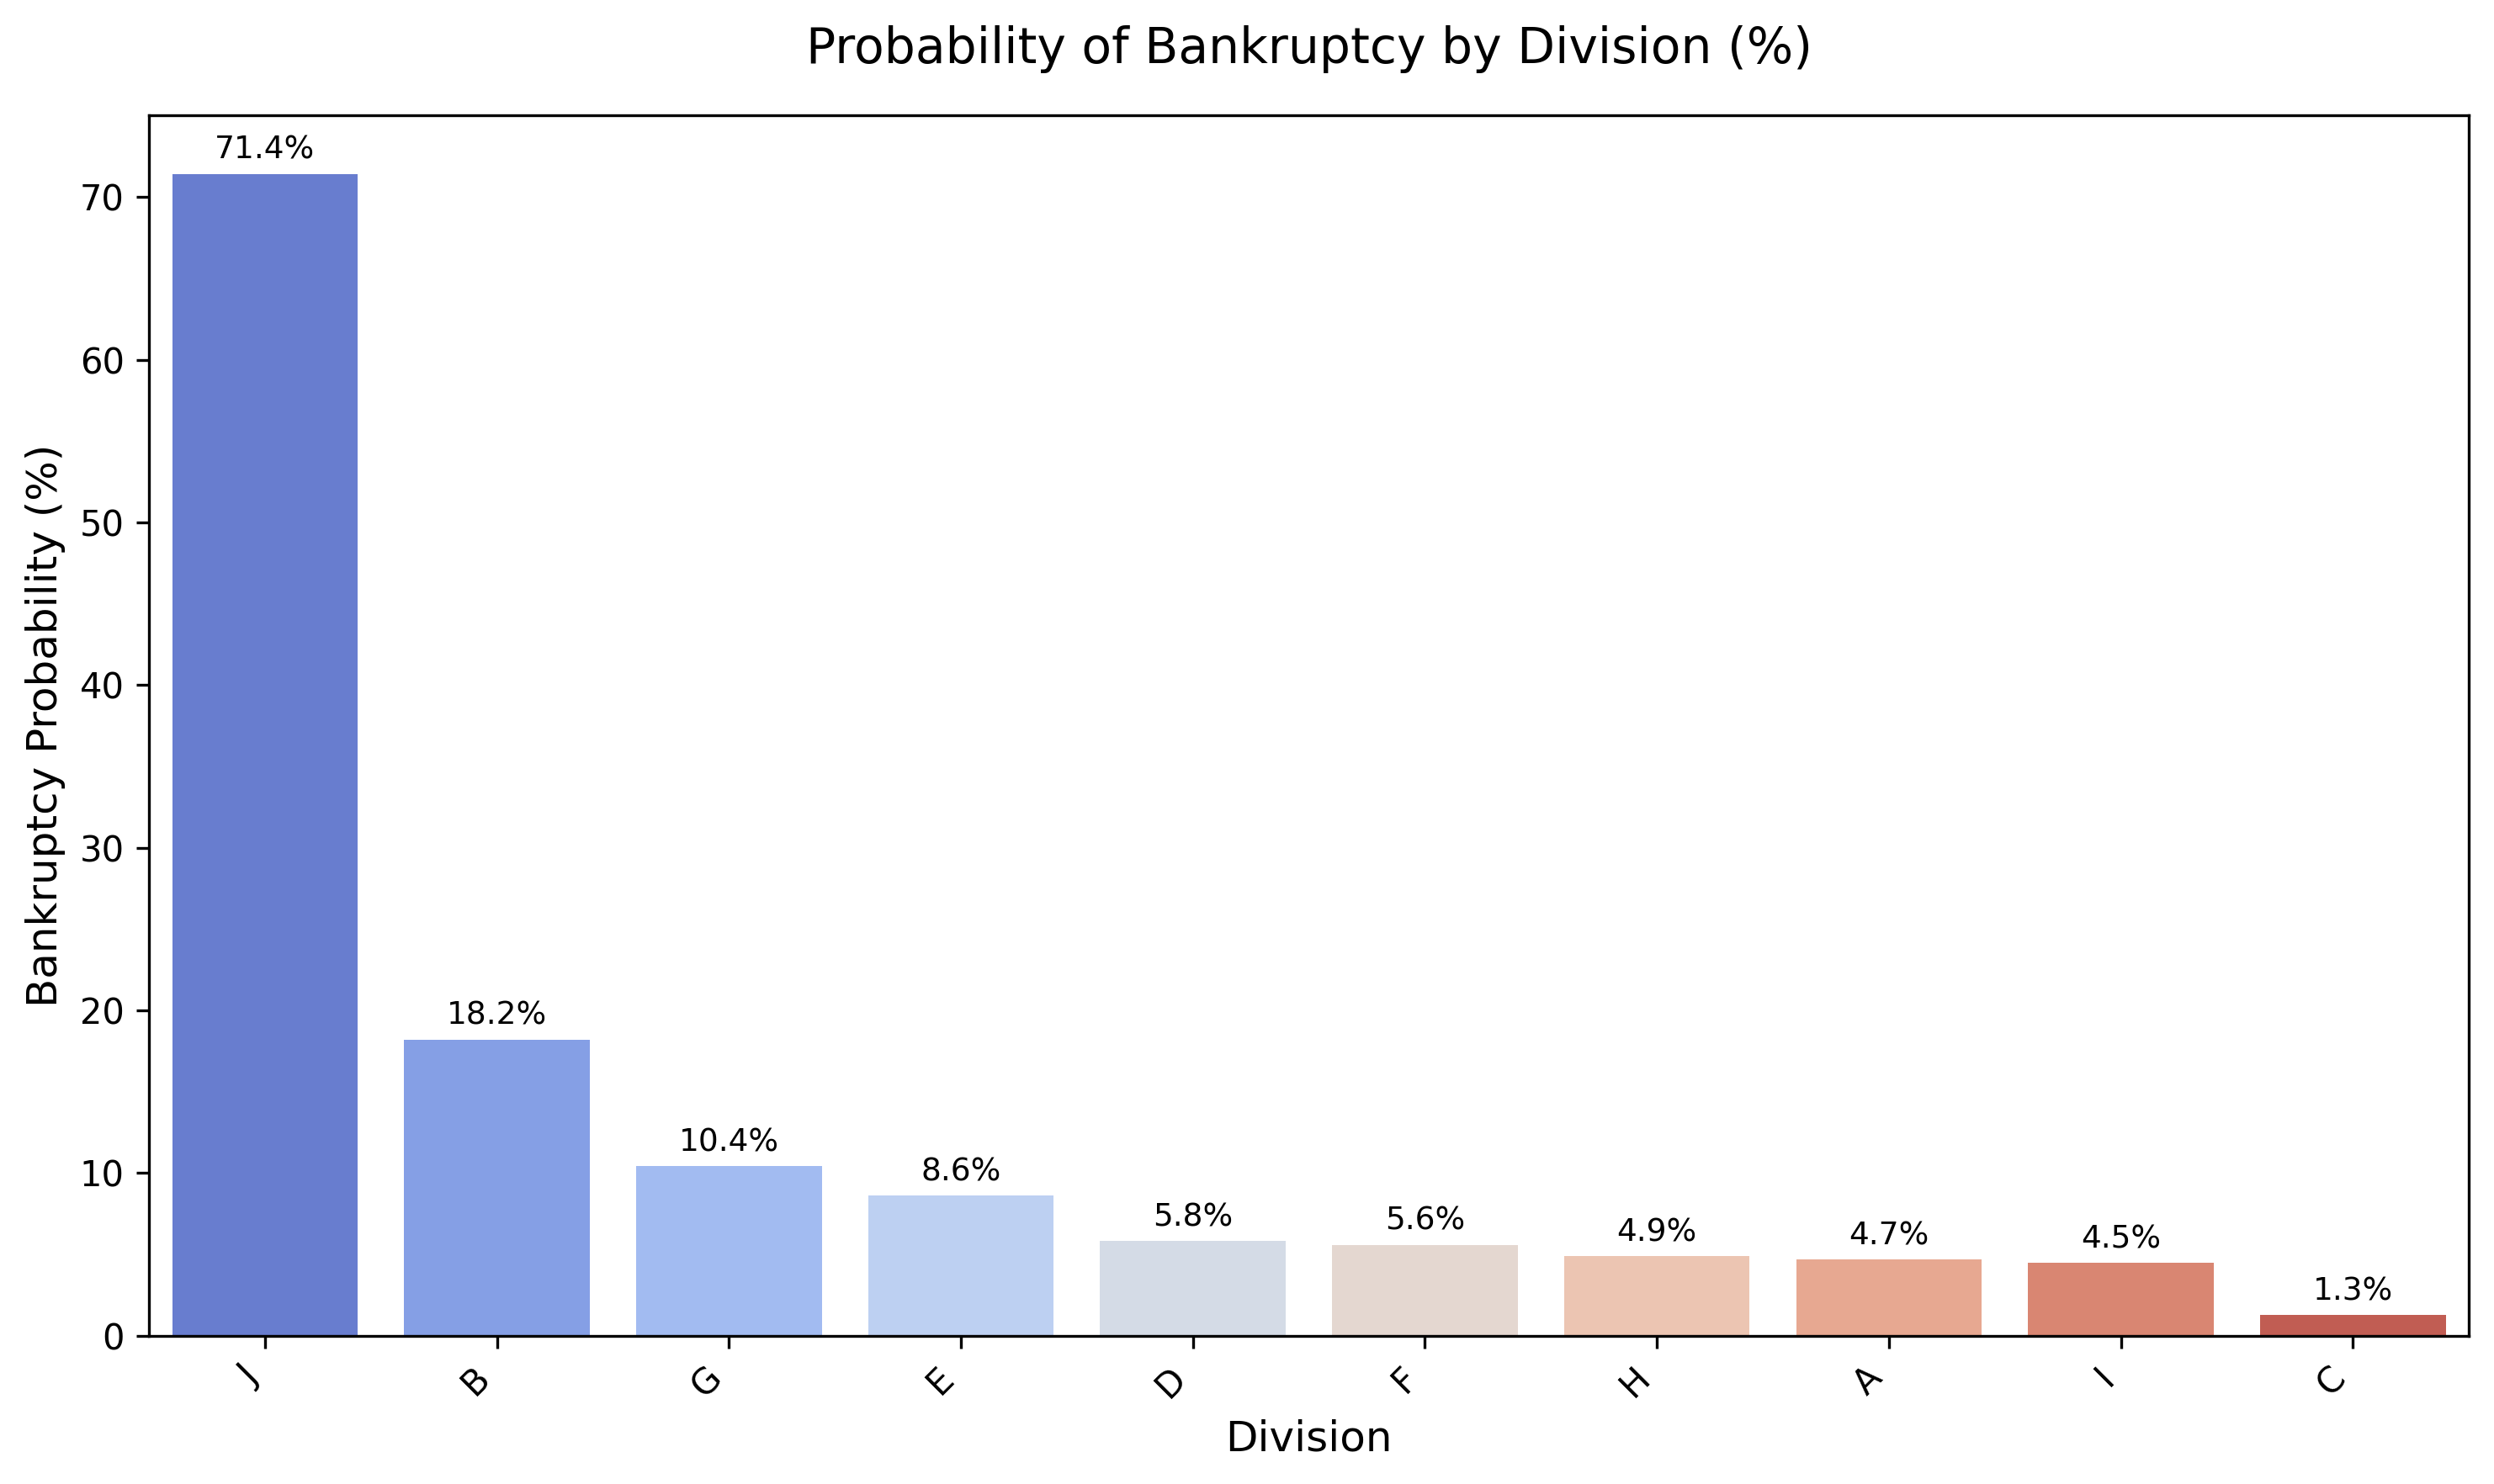 Probability of Bankruptcy by Division (%)
Bankruptcy Probability (%)
70
60
50
40
30
20
10
0
71.4%
18.2%
10.4%
8.6%
5.8%
5.6%
4.9%
4.7%
4.5%
1.3%
J
B
G
E
D
F
H
A
I
C
Division